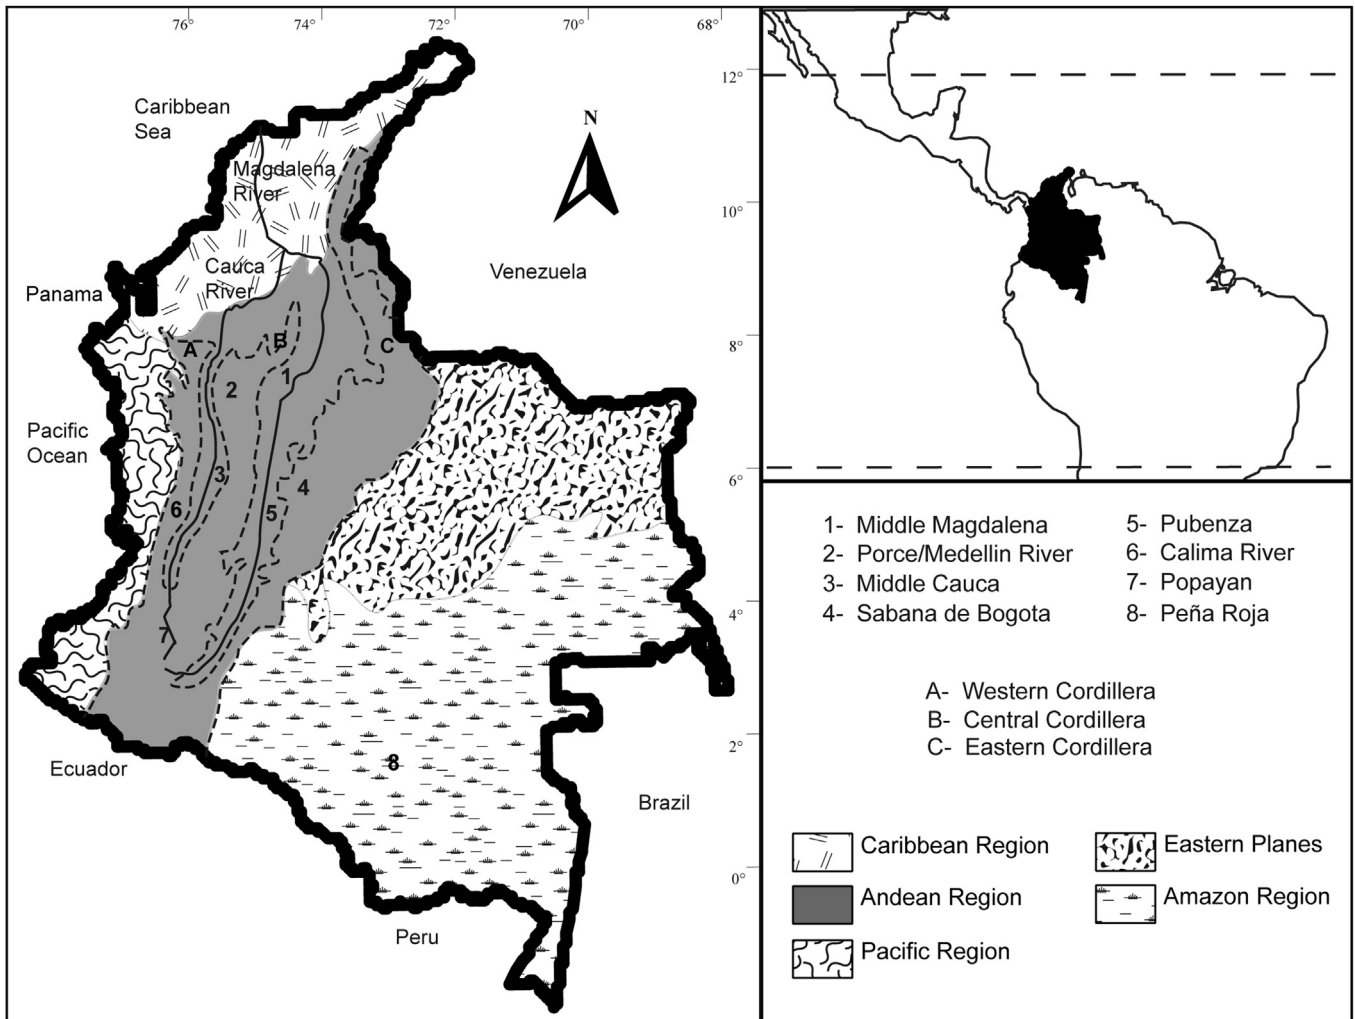 76°
74°
72°
70°
68°
12°
10°
8°
6°
4°
2°
0°
Caribbean
Sea
N
Magdalena
River
Cauca
River
Venezuela
Panama
A
B
C
1
2
Pacific
Ocean
3
4
5
6
7
8
Ecuador
Brazil
Peru
1- Middle Magdalena
2- Porce/Medellin River
3- Middle Cauca
4- Sabana de Bogota
5- Pubenza
6- Calima River
7- Popayan
8- Peña Roja
A- Western Cordillera
B- Central Cordillera
C- Eastern Cordillera
Caribbean Region
Andean Region
Pacific Region
Eastern Planes
Amazon Region